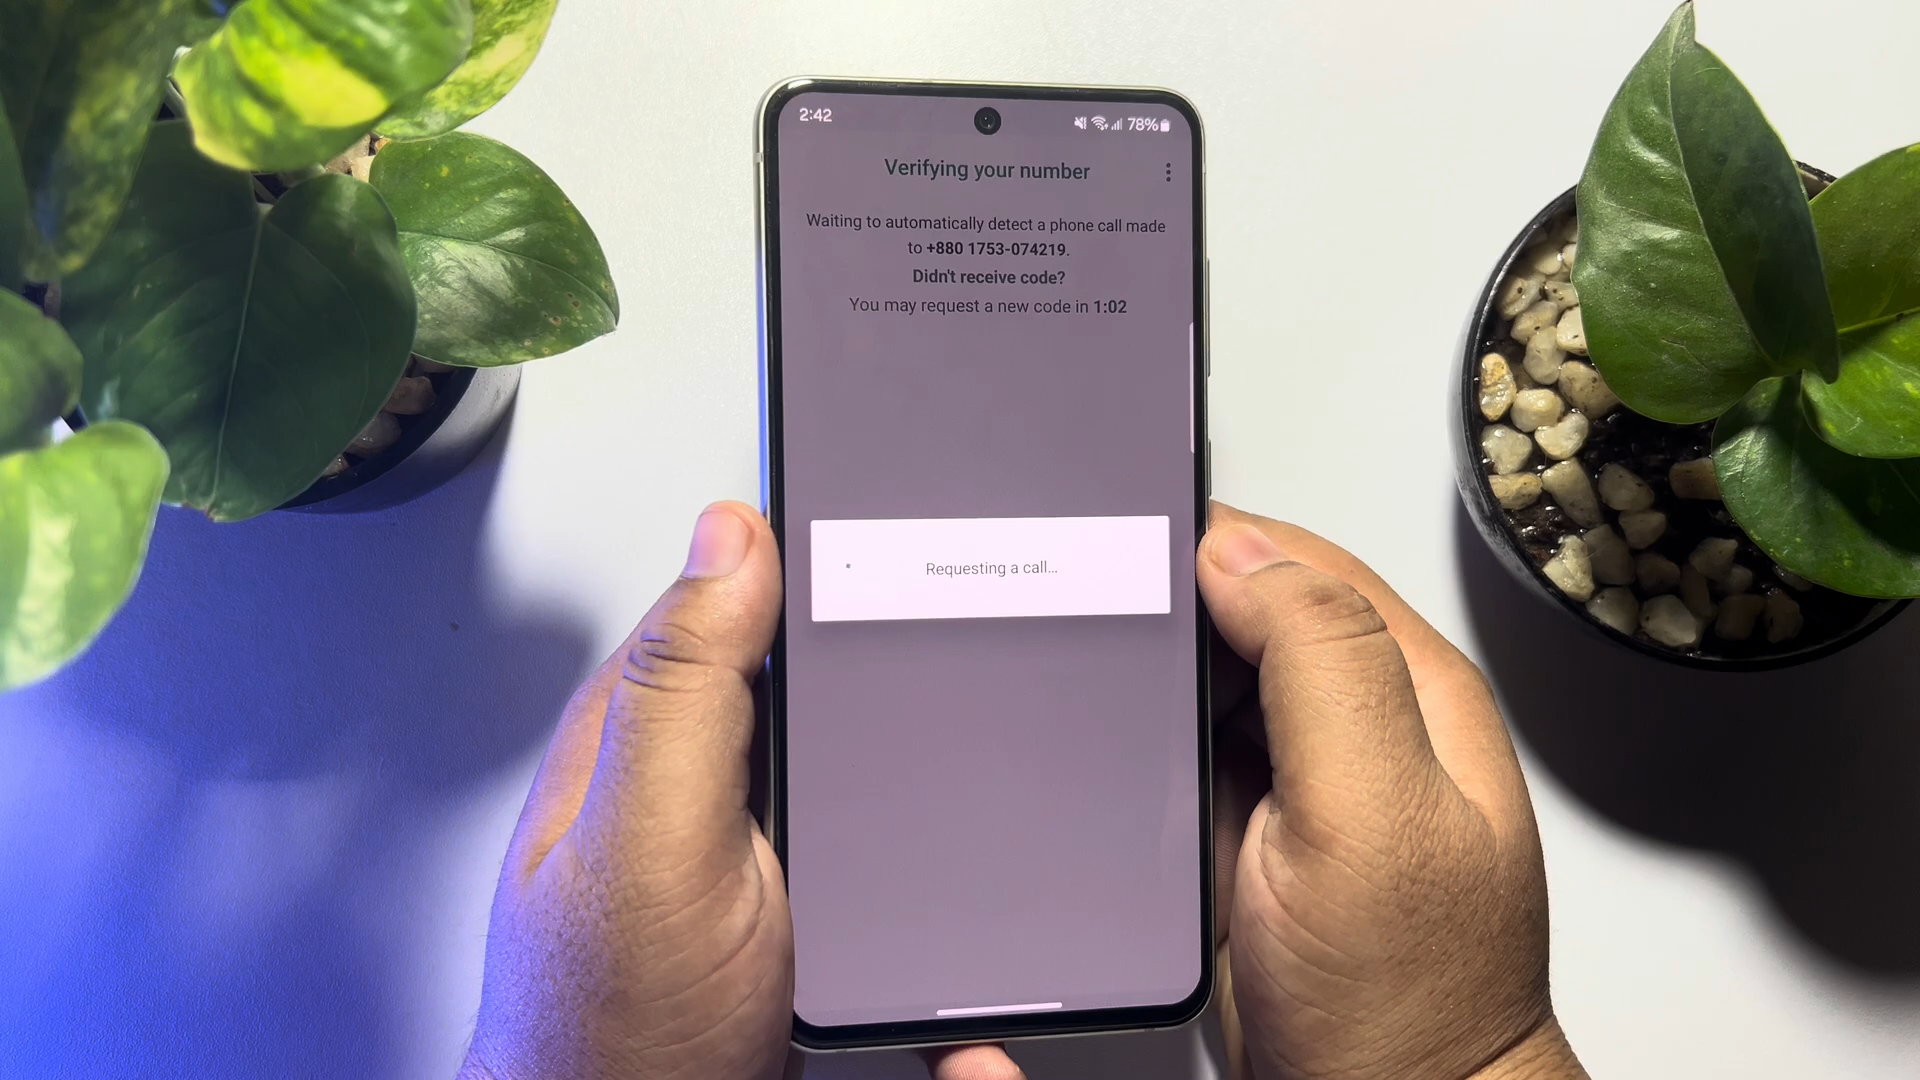 2:42
78%
Verifying your number
Waiting to automatically detect a phone call made
to +880 1753-074219.
Didn't receive code?
You may request a new code in 1:02
Requesting a call...